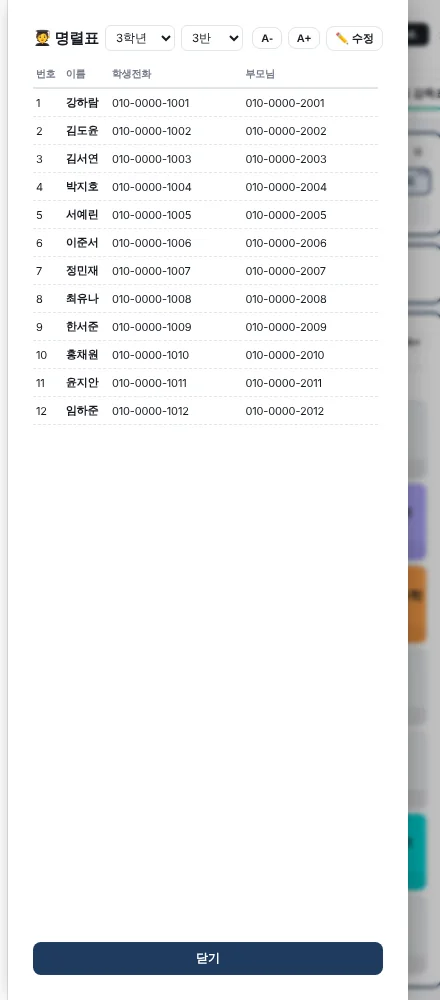 명렬표 3학년 3반 A- A+ 수정
번호 이름 학생전화 부모님
1 강하람 010-0000-1001 010-0000-2001
2 김도윤 010-0000-1002 010-0000-2002
3 김서연 010-0000-1003 010-0000-2003
4 박지호 010-0000-1004 010-0000-2004
5 서예린 010-0000-1005 010-0000-2005
6 이준서 010-0000-1006 010-0000-2006
7 정민재 010-0000-1007 010-0000-2007
8 최유나 010-0000-1008 010-0000-2008
9 한서준 010-0000-1009 010-0000-2009
10 홍채원 010-0000-1010 010-0000-2010
11 윤지안 010-0000-1011 010-0000-2011
12 임하준 010-0000-1012 010-0000-2012
닫기